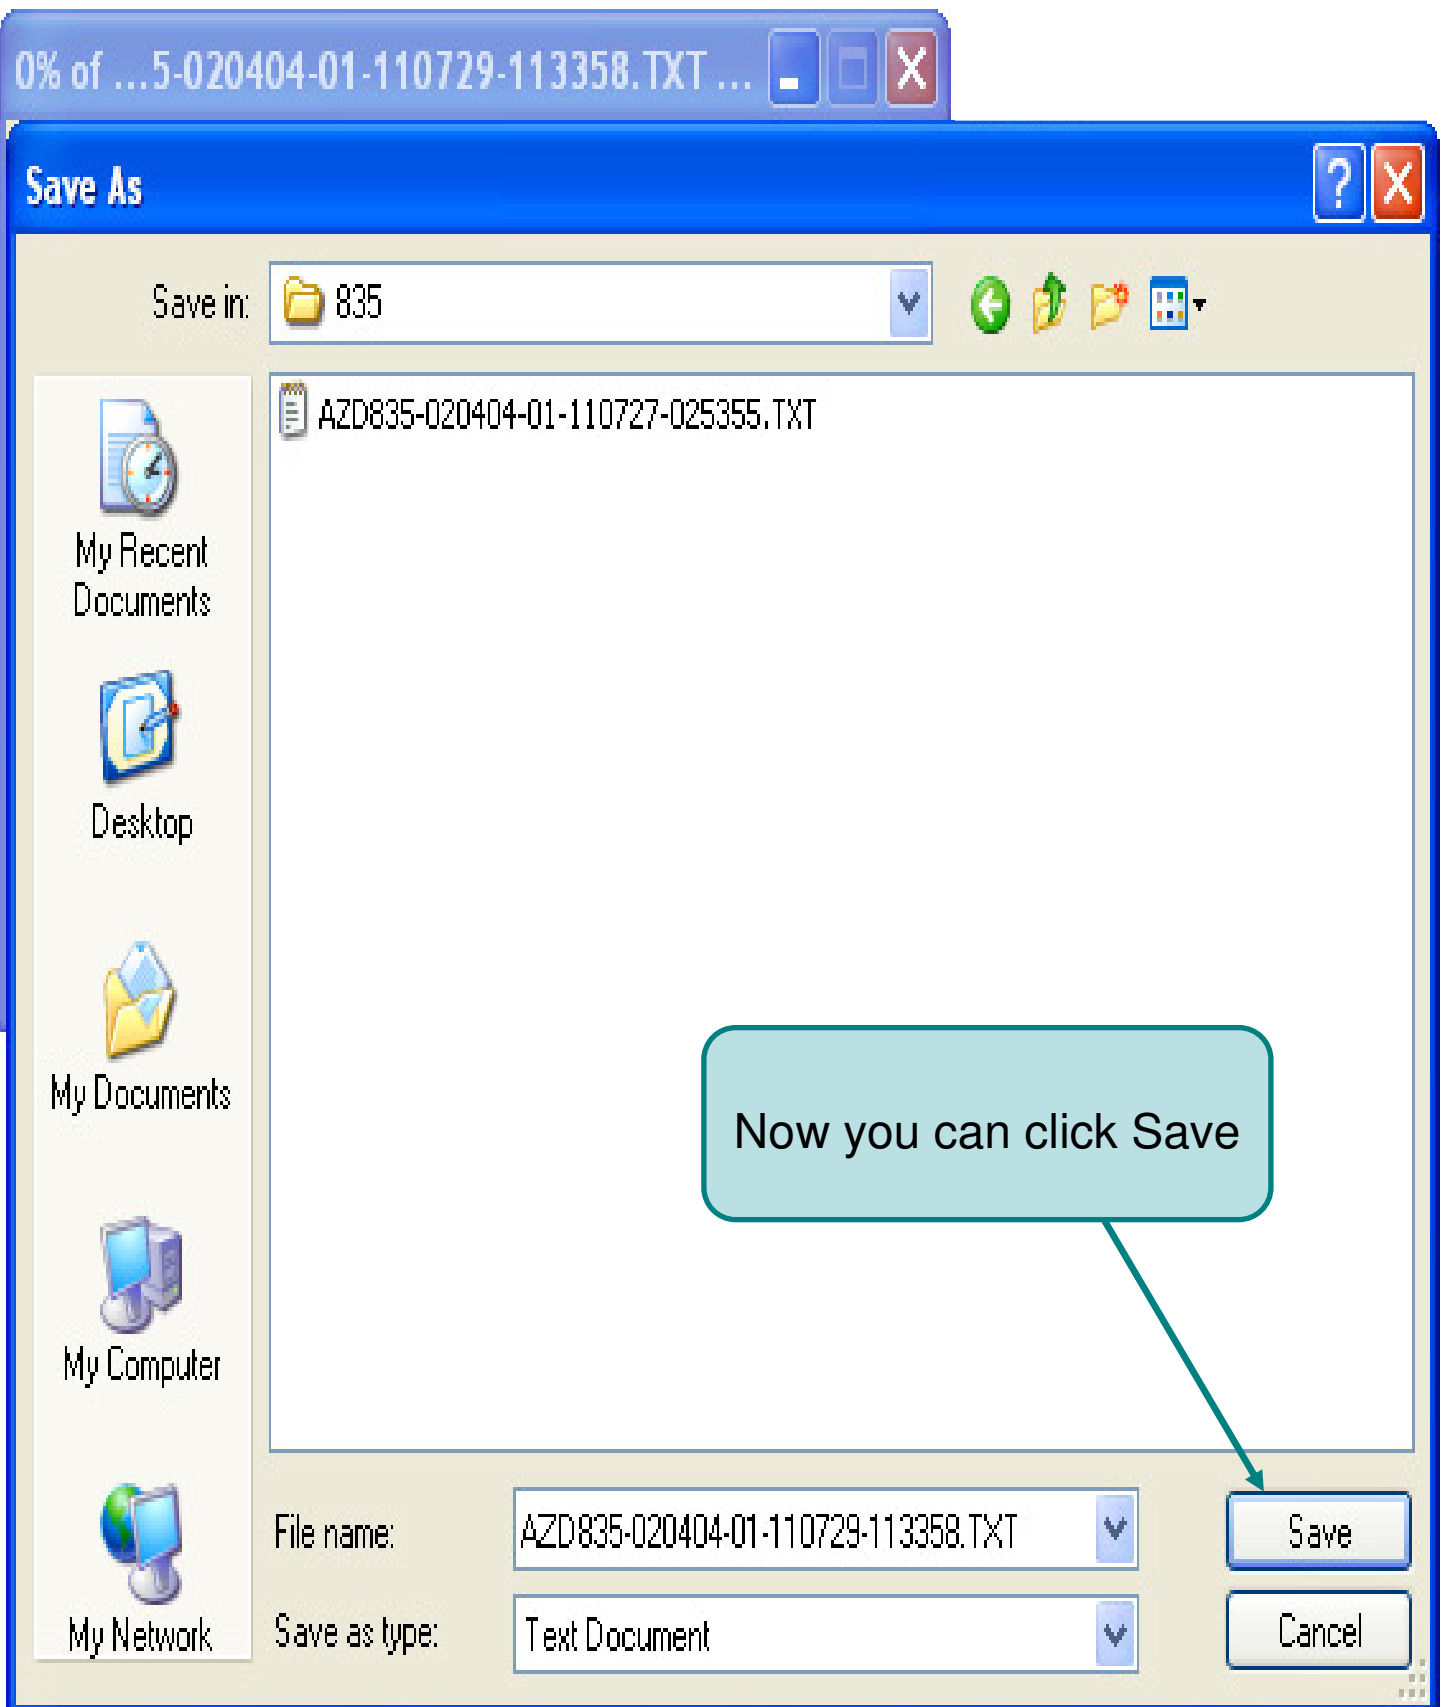 0% of ...5-020404-01-110729-113358.TXT ...
Save As
Save in:
835
AZD835-020404-01-110727-025355.TXT
My Recent
Documents
Desktop
My Documents
My Computer
My Network
Now you can click Save
File name:
AZD835-020404-01-110729-113358.TXT
Save
Save as type:
Text Document
Cancel